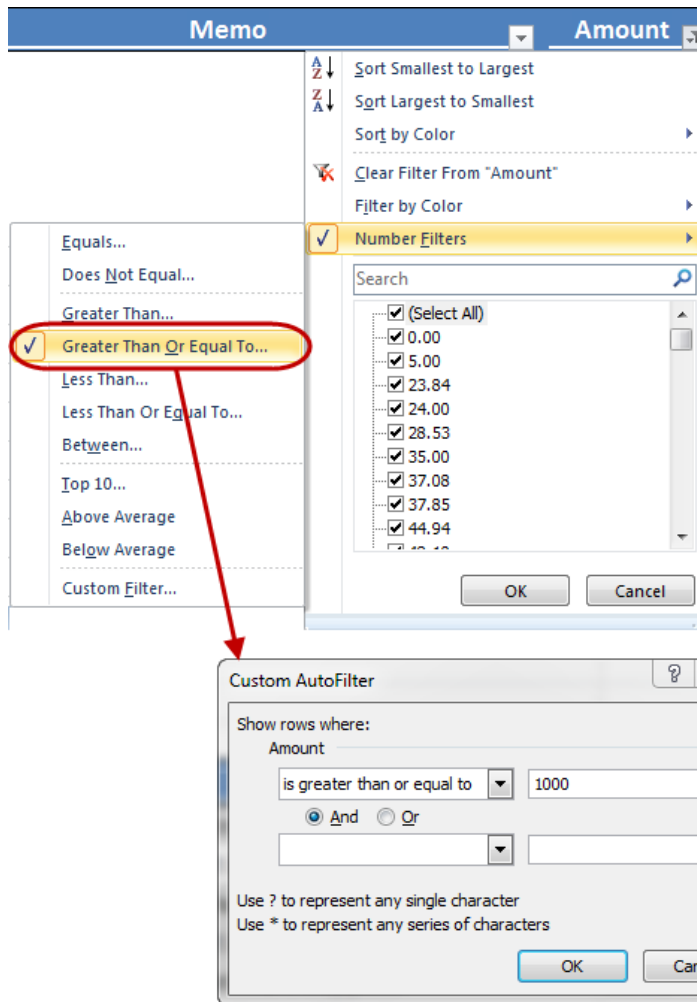 Memo Amount
Sort Smallest to Largest
Sort Largest to Smallest
Sort by Color
Clear Filter From "Amount"
Filter by Color
Number Filters
Equals...
Does Not Equal...
Greater Than...
Greater Than Or Equal To...
Less Than...
Less Than Or Equal To...
Between...
Top 10...
Above Average
Below Average
Custom Filter...
Search
(Select All)
0.00
5.00
23.84
24.00
28.53
35.00
37.08
37.85
44.94
OK Cancel
Custom AutoFilter
Show rows where:
Amount
is greater than or equal to 1000
And Or
Use ? to represent any single character
Use * to represent any series of characters
OK Can